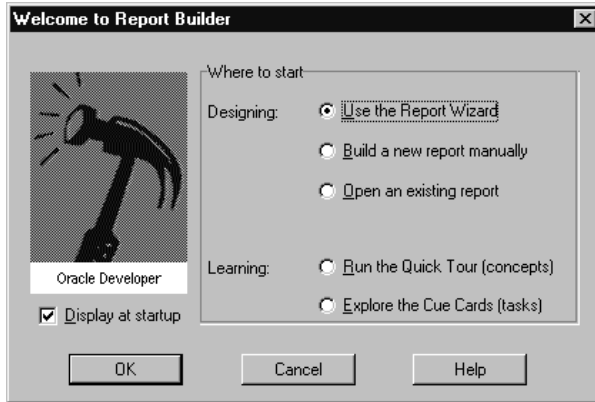 Welcome to Report Builder
Where to start
Designing:
Use the Report Wizard
Build a new report manually
Open an existing report
Learning:
Run the Quick Tour (concepts)
Explore the Cue Cards (tasks)
Oracle Developer
Display at startup
OK
Cancel
Help